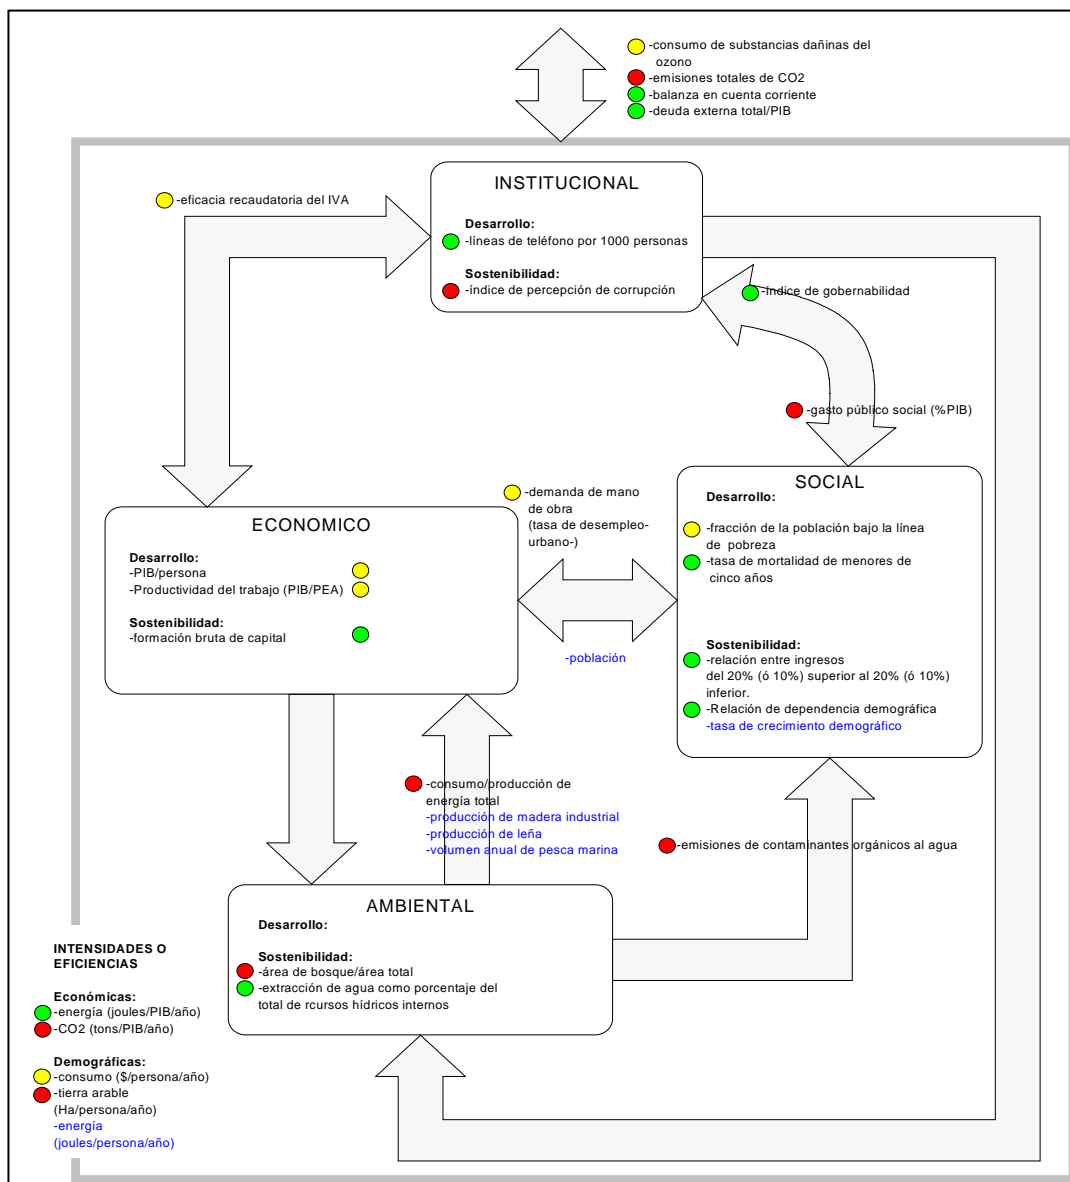 -consumo de substancias dañinas del
ozono
-emisiones totales de CO2
-balanza en cuenta corriente
-deuda externa total/PIB
INSTITUCIONAL
Desarrollo:
-líneas de teléfono por 1000 personas
Sostenibilidad:
-índice de percepción de corrupción
-eficacia recaudatoria del IVA
-índice de gobernabilidad
-gasto público social (%PIB)
ECONOMICO
Desarrollo:
-PIB/persona
-Productividad del trabajo (PIB/PEA)
Sostenibilidad:
-formación bruta de capital
-demanda de mano
de obra
(tasa de desempleo-
urbano-)
-población
SOCIAL
Desarrollo:
-fracción de la población bajo la línea
de pobreza
-tasa de mortalidad de menores de
cinco años
Sostenibilidad:
-relación entre ingresos
del 20% (ó 10%) superior al 20% (ó 10%)
inferior.
-Relación de dependencia demográfica
-tasa de crecimiento demográfico
-consumo/producción de
energía total
-producción de madera industrial
-producción de leña
-volumen anual de pesca marina
-emisiones de contaminantes orgánicos al agua
AMBIENTAL
Desarrollo:
Sostenibilidad:
-área de bosque/área total
-extracción de agua como porcentaje del
total de rcursos hídricos internos
INTENSIDADES O
EFICIENCIAS
Económicas:
-energía (joules/PIB/año)
-CO2 (tons/PIB/año)
Demográficas:
-consumo ($/persona/año)
-tierra arable
(Ha/persona/año)
-energía
(joules/persona/año)